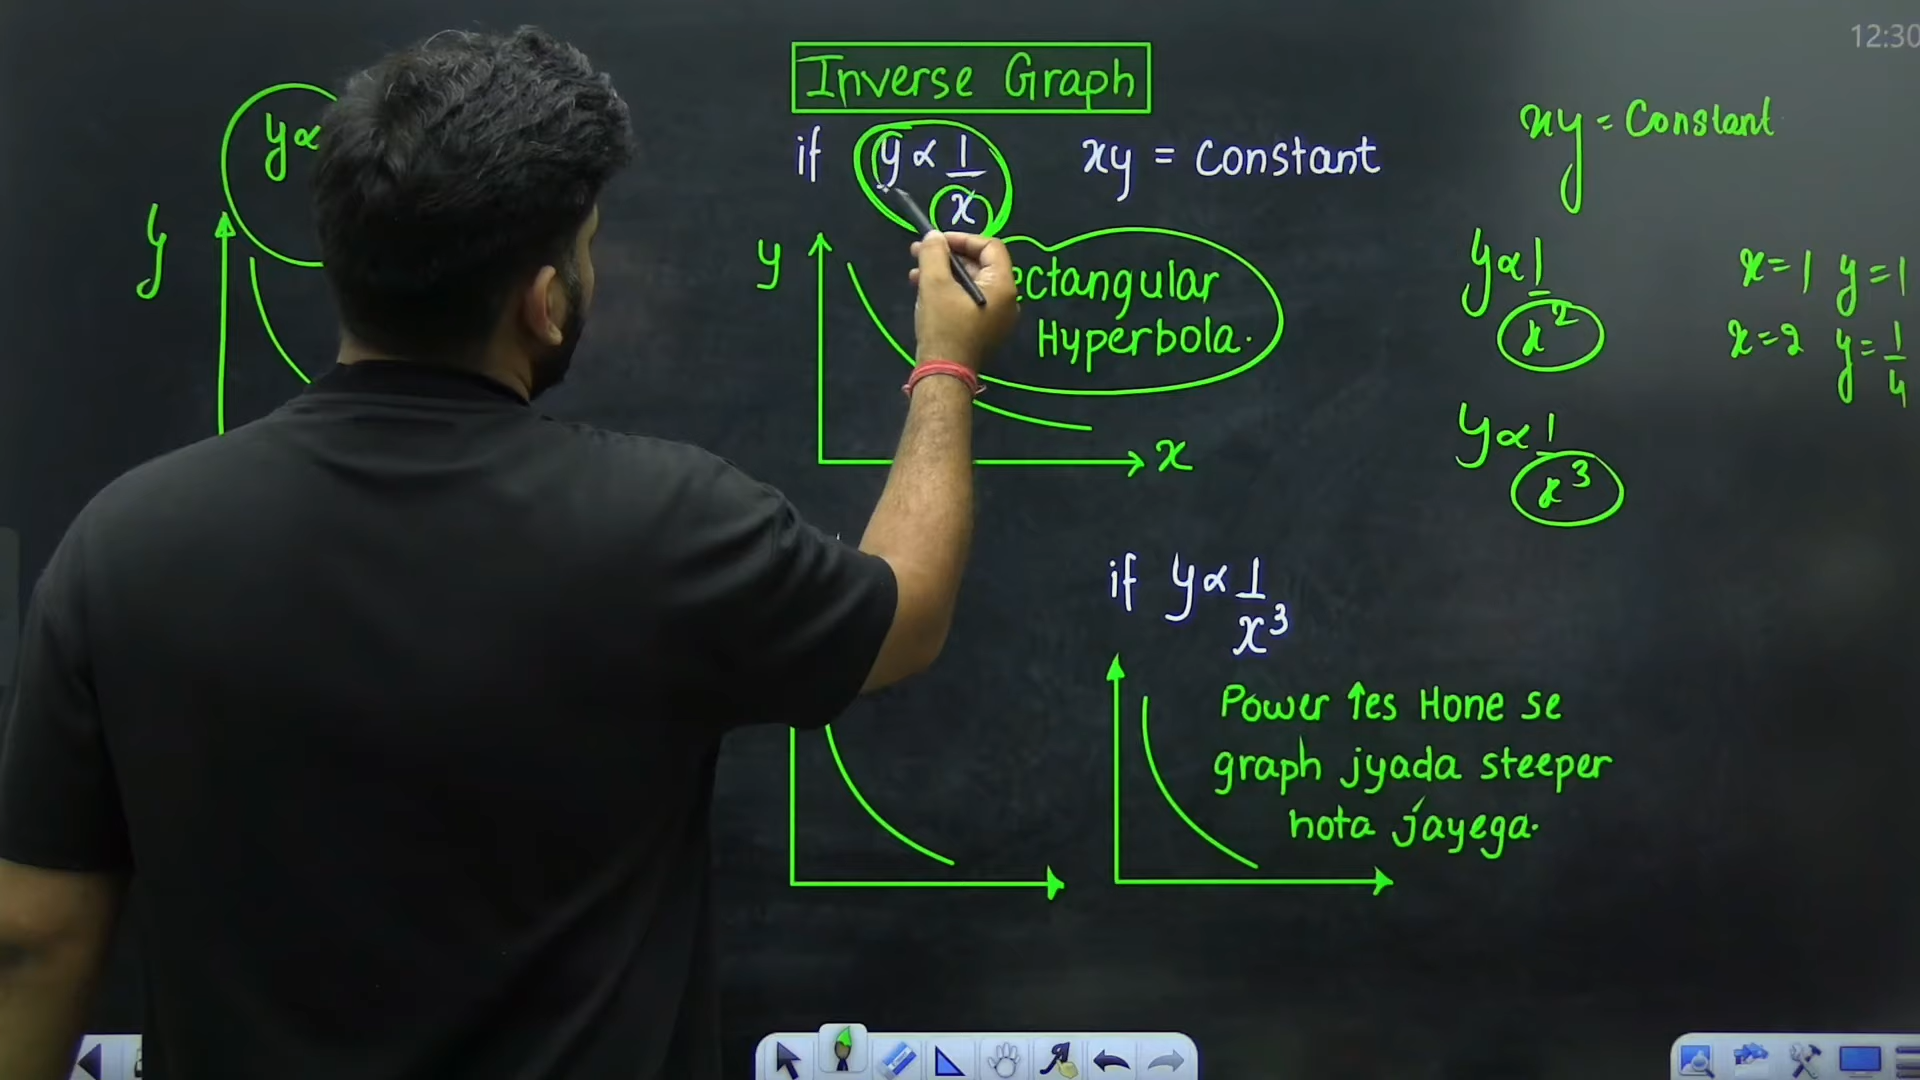 12:30
Inverse Graph
if y ∝ 1/x xy = Constant
y ∝
y
y
x
Rectangular
Hyperbola.
xy = Constant
y ∝ 1/x²
x = 1 y = 1
x = 2 y = 1/4
y ∝ 1/x³
if y ∝ 1/x³
Power ↑es Hone se
graph jyada steeper
hota jayega.